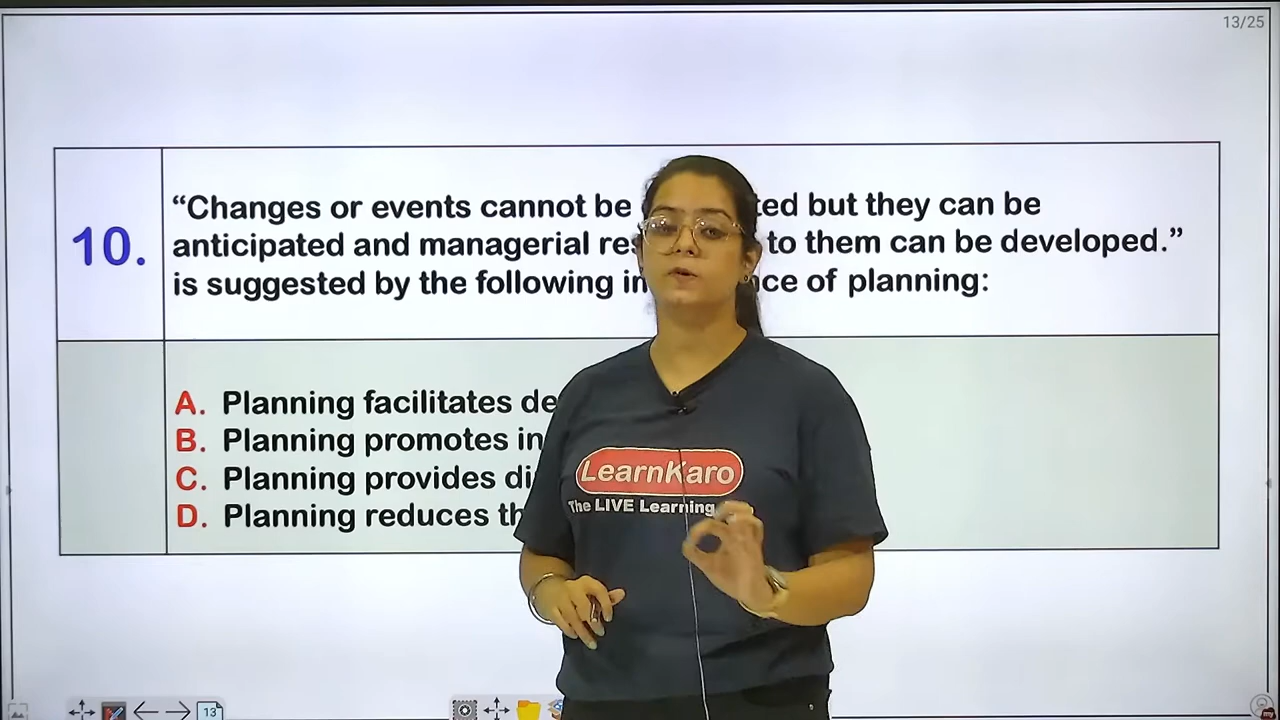 13/25
10.
“Changes or events cannot be ted but they can be
anticipated and managerial res to them can be developed.”
is suggested by the following im nce of planning:
A. Planning facilitates de
B. Planning promotes in
C. Planning provides di
D. Planning reduces th
LearnKaro
The LIVE Learning
13